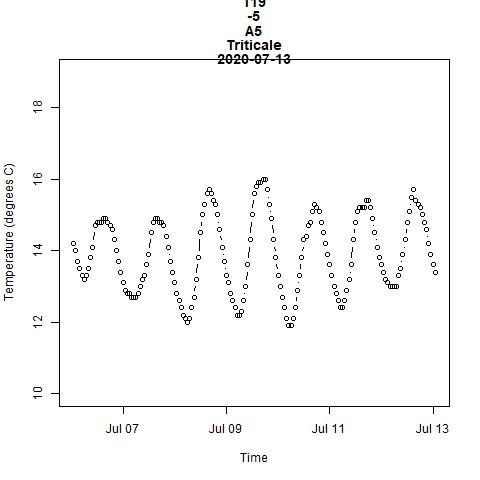 T19
-5
A5
Triticale
2020-07-13
Temperature (degrees C)
18
16
14
12
10
Jul 07 Jul 09 Jul 11 Jul 13
Time